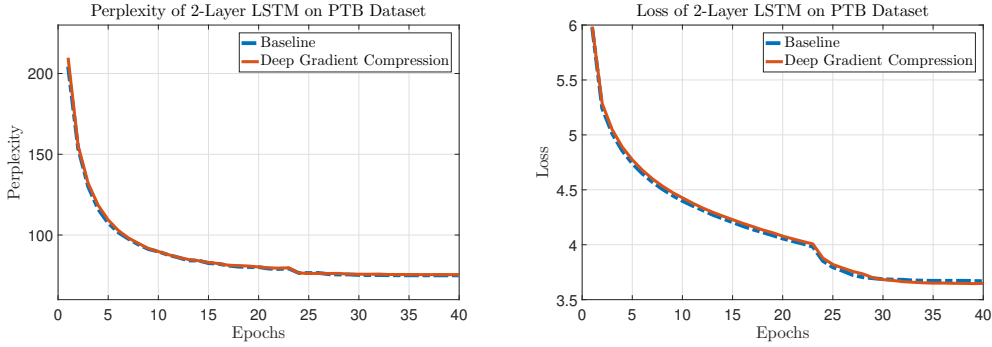 Perplexity of 2-Layer LSTM on PTB Dataset
Baseline
Deep Gradient Compression
200
150
100
Perplexity
0 5 10 15 20 25 30 35 40
Epochs
Loss of 2-Layer LSTM on PTB Dataset
Baseline
Deep Gradient Compression
6
5.5
5
4.5
4
3.5
Loss
0 5 10 15 20 25 30 35 40
Epochs